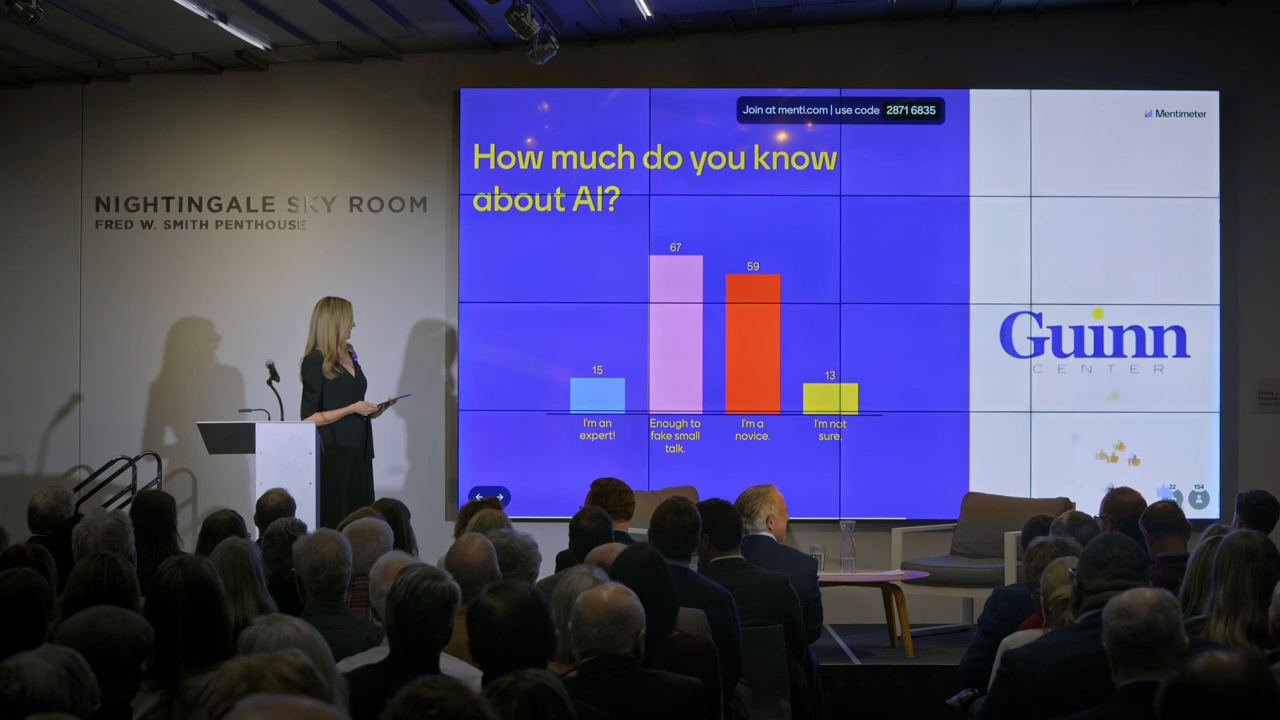 NIGHTINGALE SKY ROOM
FRED W. SMITH PENTHOUSE
Join at menti.com | use code 2871 6835
Mentimeter
How much do you know
about AI?
67
59
15
13
I'm an
expert!
Enough to
fake small
talk.
I'm a
novice.
I'm not
sure.
Guinn
CENTER
22
154